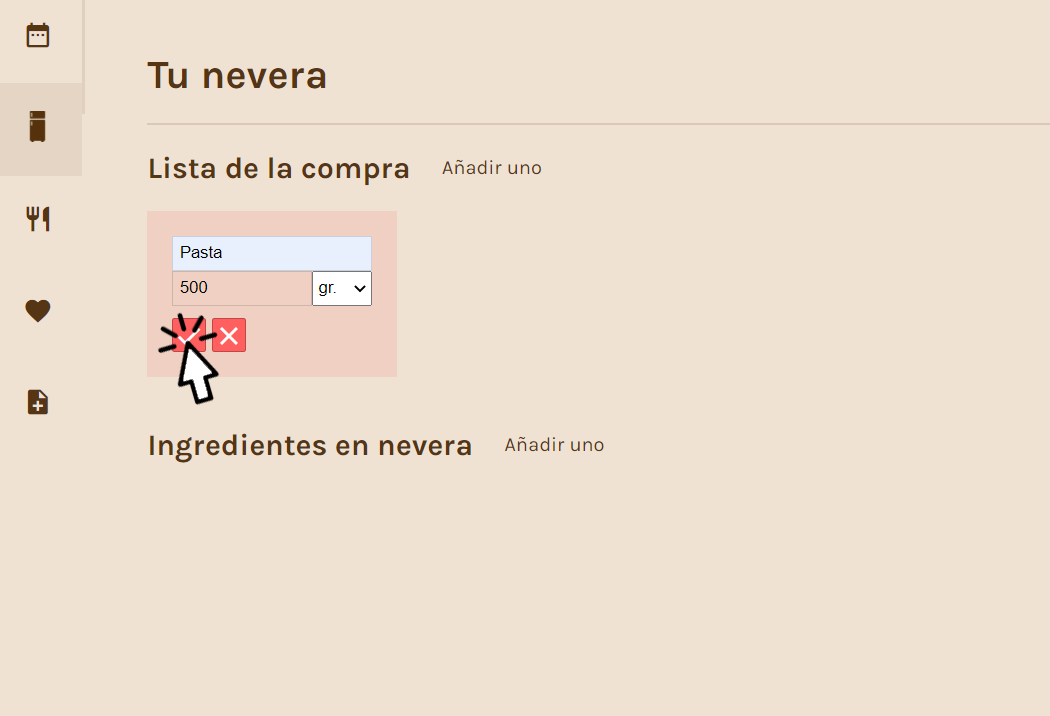 Tu nevera
Lista de la compra Añadir uno
Pasta
500 gr.
Ingredientes en nevera Añadir uno